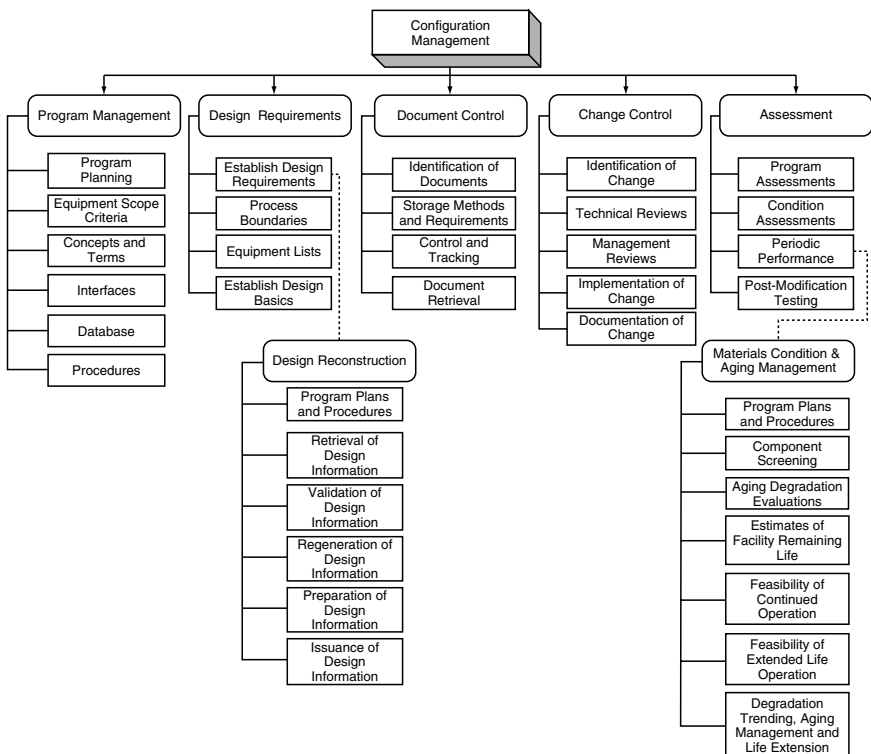 Configuration
Management
Program Management
Design Requirements
Document Control
Change Control
Assessment
Program
Planning
Equipment Scope
Criteria
Concepts and
Terms
Interfaces
Database
Procedures
Establish Design
Requirements
Process
Boundaries
Equipment Lists
Establish Design
Basics
Identification of
Documents
Storage Methods
and Requirements
Control and
Tracking
Document
Retrieval
Identification of
Change
Technical Reviews
Management
Reviews
Implementation of
Change
Documentation of
Change
Program
Assessments
Condition
Assessments
Periodic
Performance
Post-Modification
Testing
Design Reconstruction
Program Plans
and Procedures
Retrieval of
Design
Information
Validation of
Design
Information
Regeneration of
Design
Information
Preparation of
Design
Information
Issuance of
Design
Information
Materials Condition &
Aging Management
Program Plans
and Procedures
Component
Screening
Aging Degradation
Evaluations
Estimates of
Facility Remaining
Life
Feasibility of
Continued
Operation
Feasibility of
Extended Life
Operation
Degradation
Trending, Aging
Management and
Life Extension